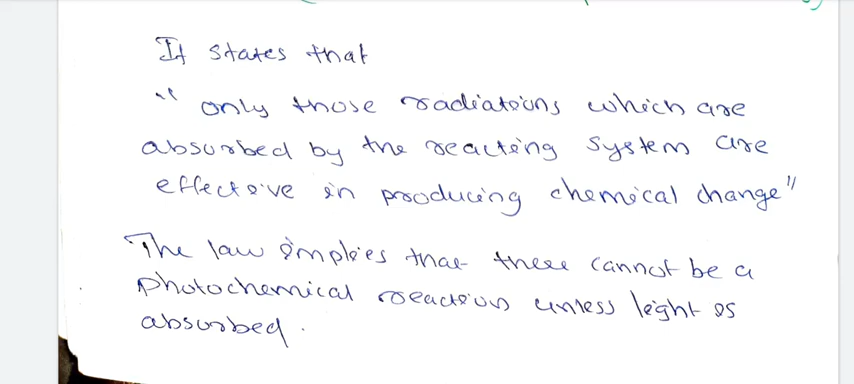 It states that
"only those radiations which are
absorbed by the reacting system are
effective in producing chemical change"
The law implies that there cannot be a
photochemical reaction unless light is
absorbed.